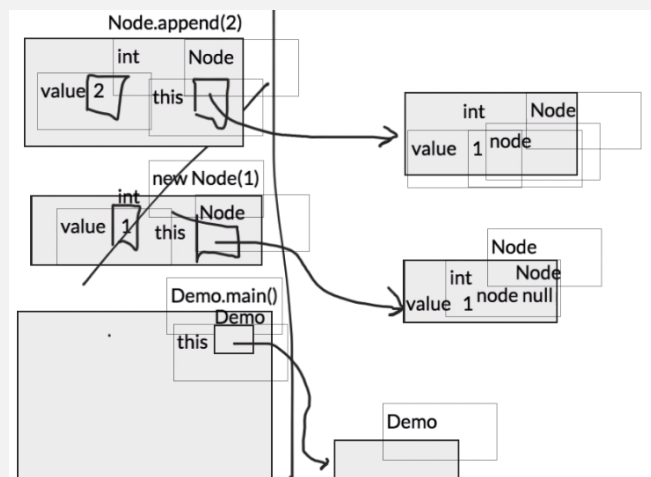 Node.append(2)
int Node
value 2 this
int Node
value 1 node
new Node(1)
int Node
value 1 this
Node
int Node
value 1 node null
Demo.main()
Demo
this
Demo